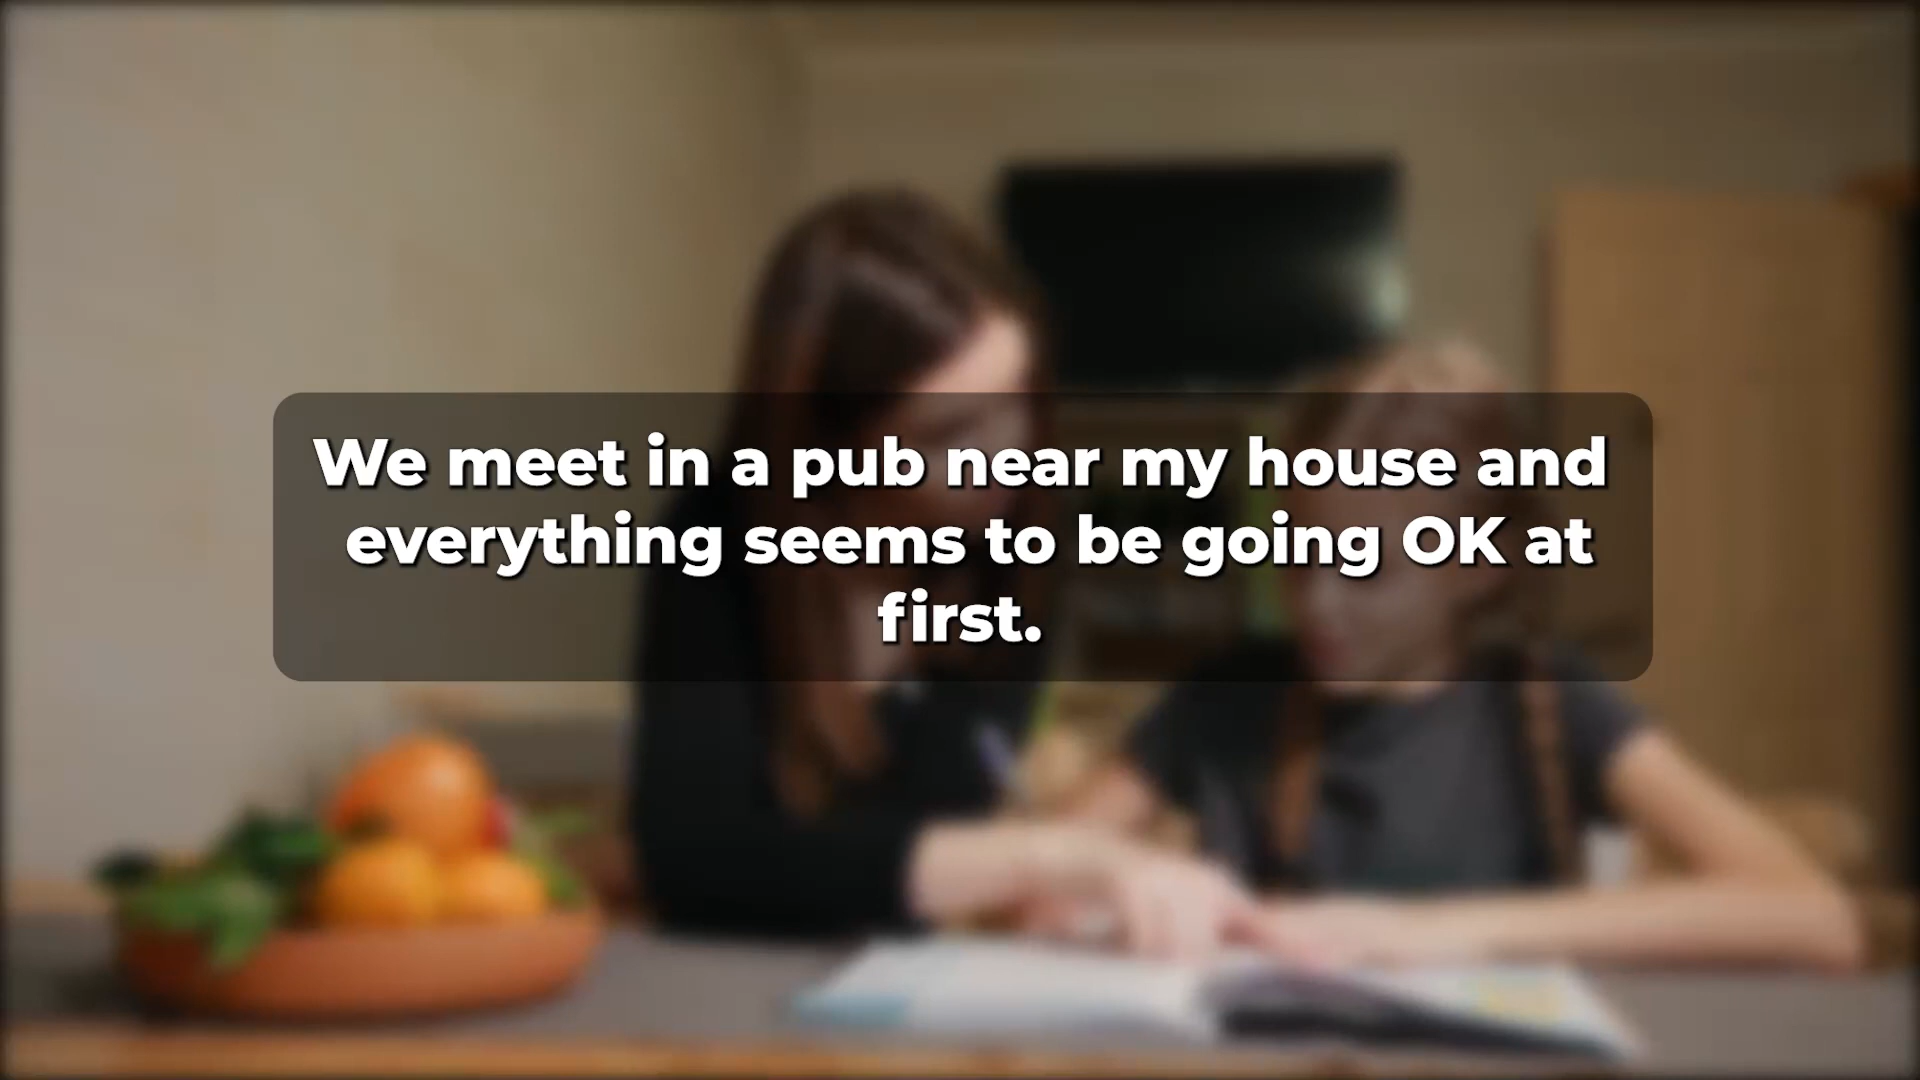 We meet in a pub near my house and
everything seems to be going OK at
first.